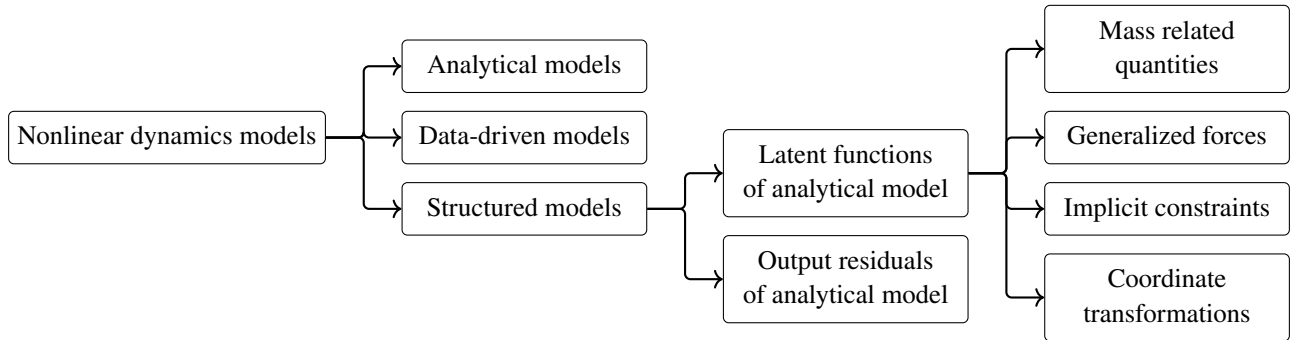 Nonlinear dynamics models
Analytical models
Data-driven models
Structured models
Latent functions
of analytical model
Output residuals
of analytical model
Mass related
quantities
Generalized forces
Implicit constraints
Coordinate
transformations